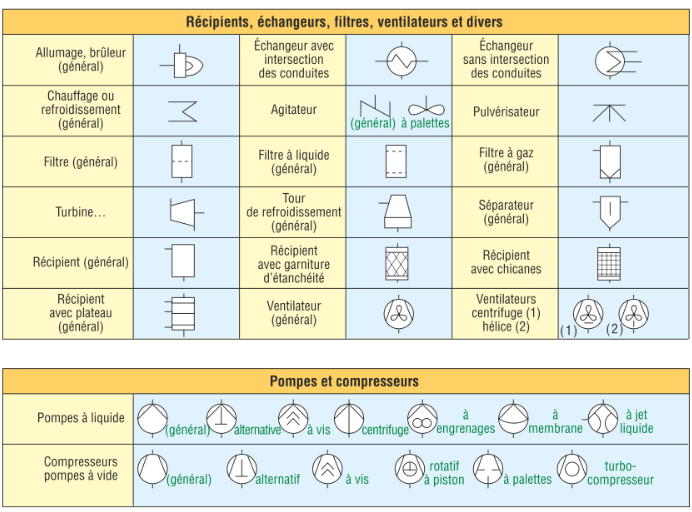 Récipients, échangeurs, filtres, ventilateurs et divers
Allumage, brûleur
(général)
Échangeur avec
intersection
des conduites
Échangeur
sans intersection
des conduites
Chauffage ou
refroidissement
(général)
Agitateur
(général) à palettes
Pulvérisateur
Filtre (général)
Filtre à liquide
(général)
Filtre à gaz
(général)
Turbine...
Tour
de refroidissement
(général)
Séparateur
(général)
Récipient (général)
Récipient
avec garniture
d'étanchéité
Récipient
avec chicanes
Récipient
avec plateau
(général)
Ventilateur
(général)
Ventilateurs
centrifuge (1)
hélice (2)
(1) (2)
Pompes et compresseurs
Pompes à liquide
(général)
alternative
à vis
centrifuge
à
engrenages
à
membrane
à jet
liquide
Compresseurs
pompes à vide
(général)
alternatif
à vis
rotatif
à piston
à palettes
turbo-
compresseur